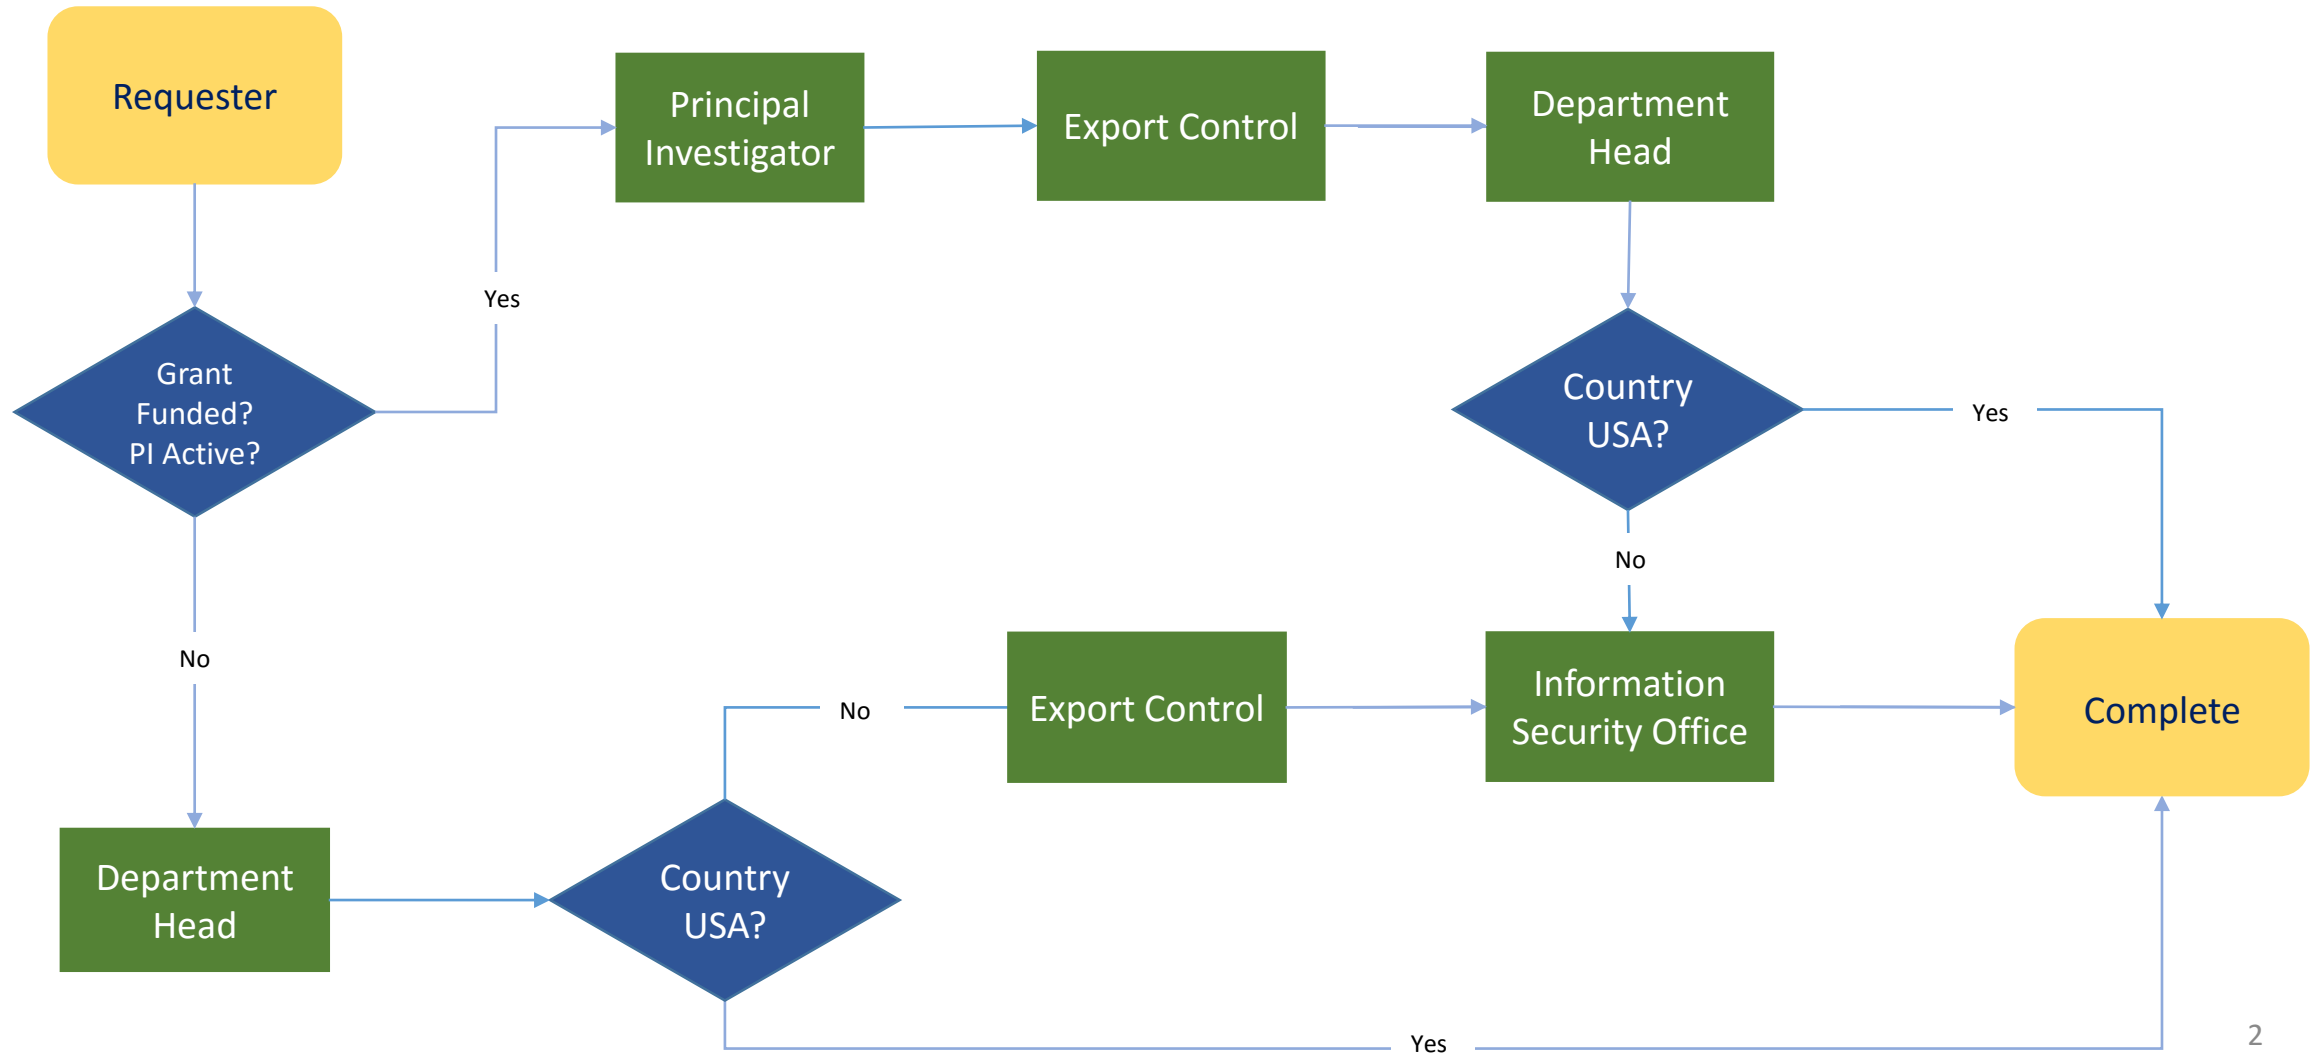 Requester
Principal
Investigator
Export Control
Department
Head
Yes
Grant
Funded?
PI Active?
Country
USA?
Yes
No
No
Export Control
No
Information
Security Office
Complete
Department
Head
Country
USA?
Yes
2